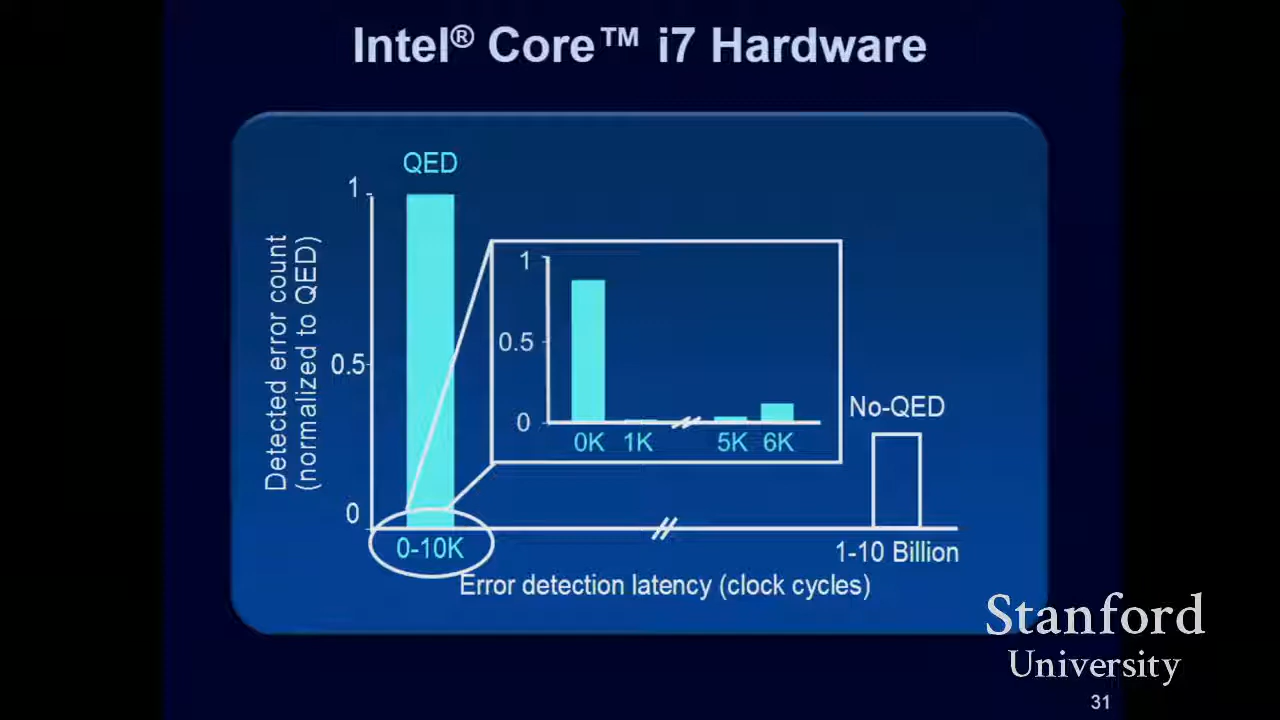 Intel® Core™ i7 Hardware
QED
1
0.5
0
Detected error count
(normalized to QED)
1
0.5
0
0K 1K 5K 6K
No-QED
0-10K
1-10 Billion
Error detection latency (clock cycles)
Stanford
University
31